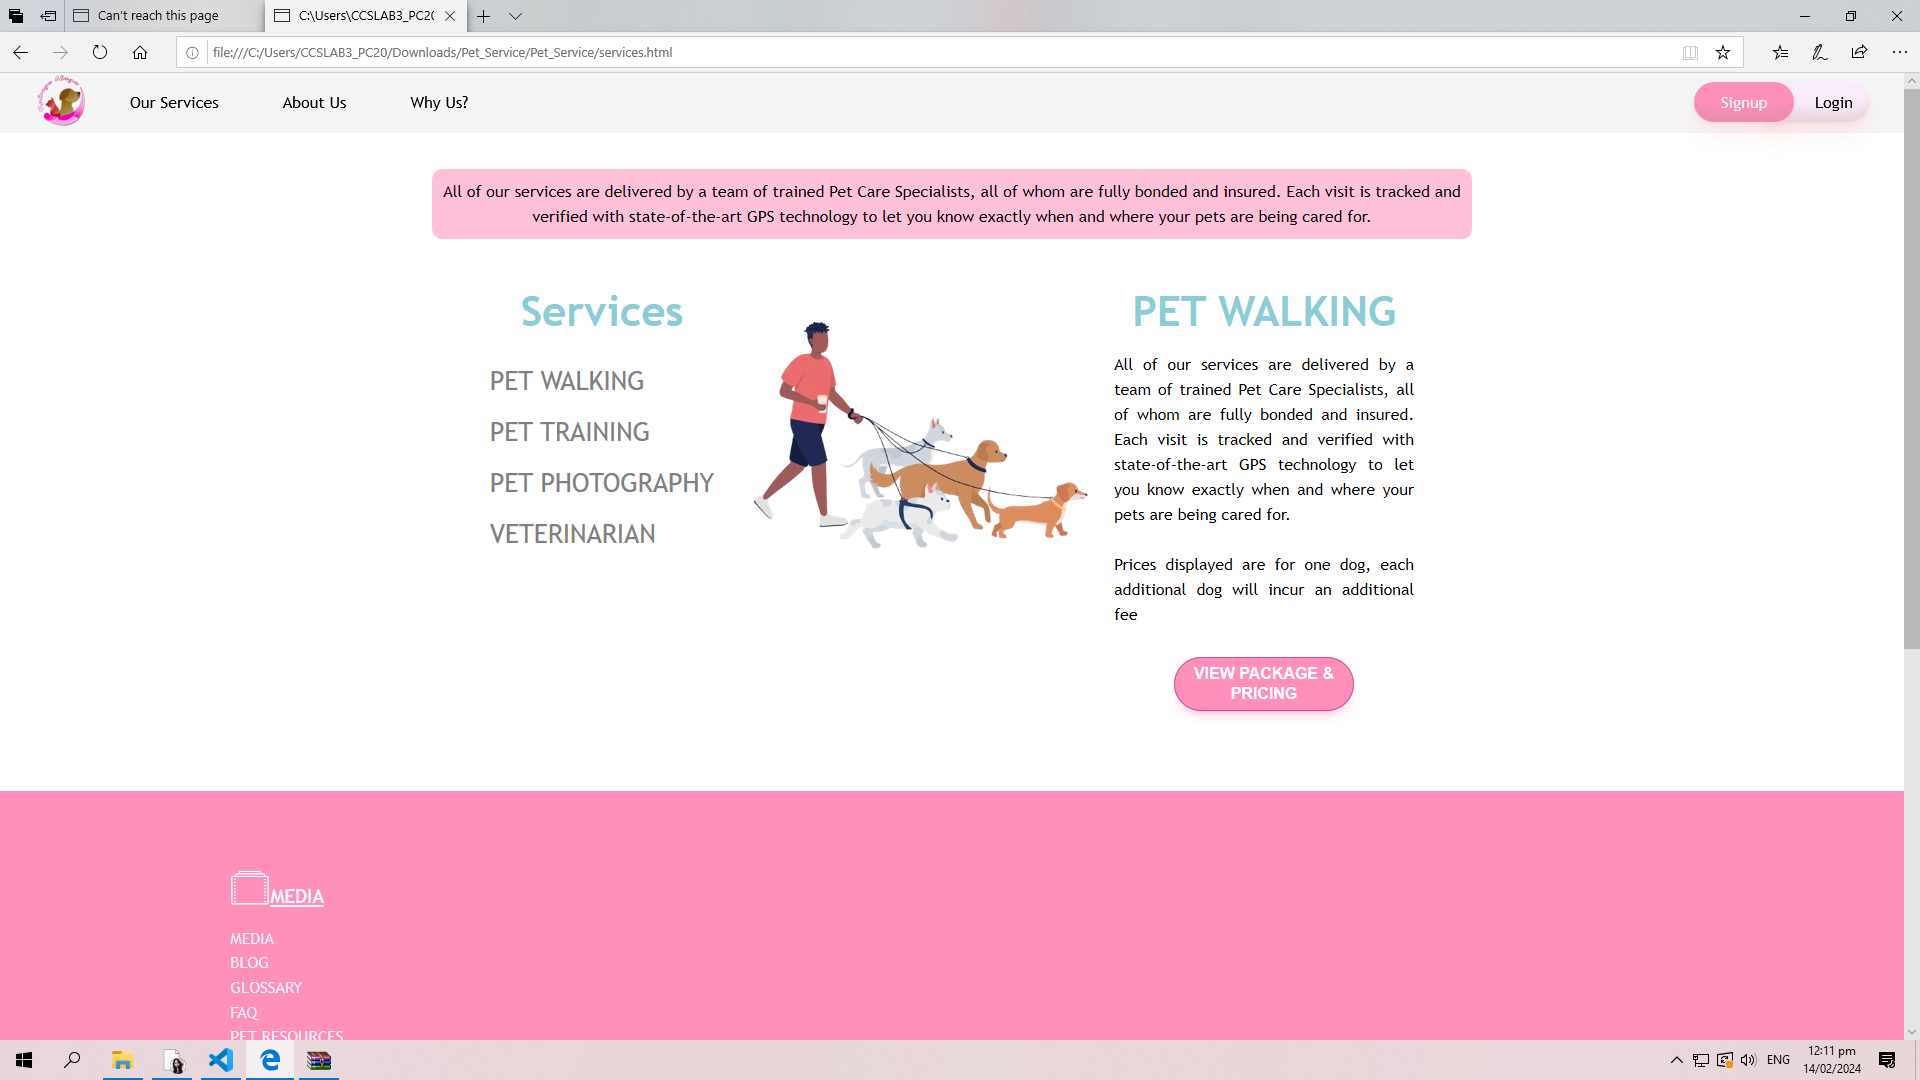 Can't reach this page
C:\Users\CCSLAB3_PC20
file:///C:/Users/CCSLAB3_PC20/Downloads/Pet_Service/Pet_Service/services.html
Our Services
About Us
Why Us?
Signup
Login
All of our services are delivered by a team of trained Pet Care Specialists, all of whom are fully bonded and insured. Each visit is tracked and
verified with state-of-the-art GPS technology to let you know exactly when and where your pets are being cared for.
Services
PET WALKING
PET TRAINING
PET PHOTOGRAPHY
VETERINARIAN
PET WALKING
All of our services are delivered by a
team of trained Pet Care Specialists, all
of whom are fully bonded and insured.
Each visit is tracked and verified with
state-of-the-art GPS technology to let
you know exactly when and where your
pets are being cared for.
Prices displayed are for one dog, each
additional dog will incur an additional
fee
VIEW PACKAGE &
PRICING
MEDIA
MEDIA
BLOG
GLOSSARY
FAQ
PET RESOURCES
ENG
12:11 pm
14/02/2024